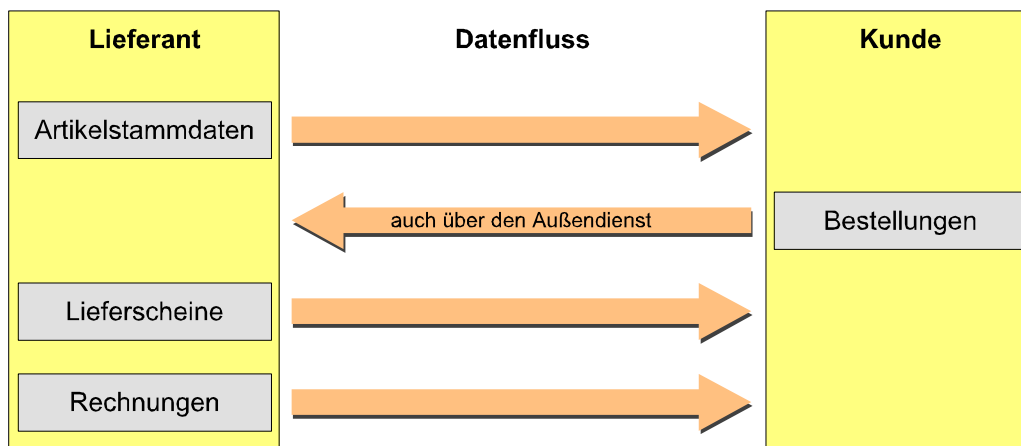 Lieferant
Datenfluss
Kunde
Artikelstammdaten
auch über den Außendienst
Bestellungen
Lieferscheine
Rechnungen